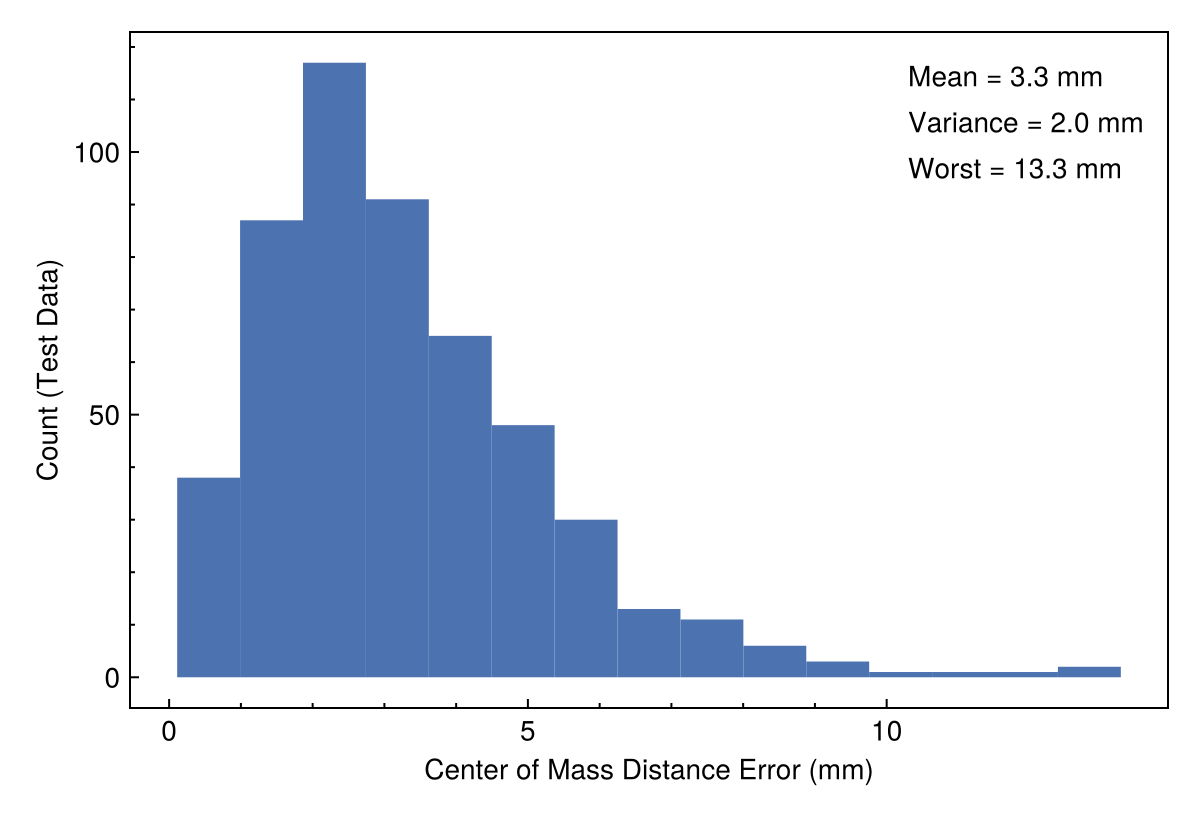 Mean = 3.3 mm
Variance = 2.0 mm
Worst = 13.3 mm
100
50
0
Count (Test Data)
0 5 10
Center of Mass Distance Error (mm)